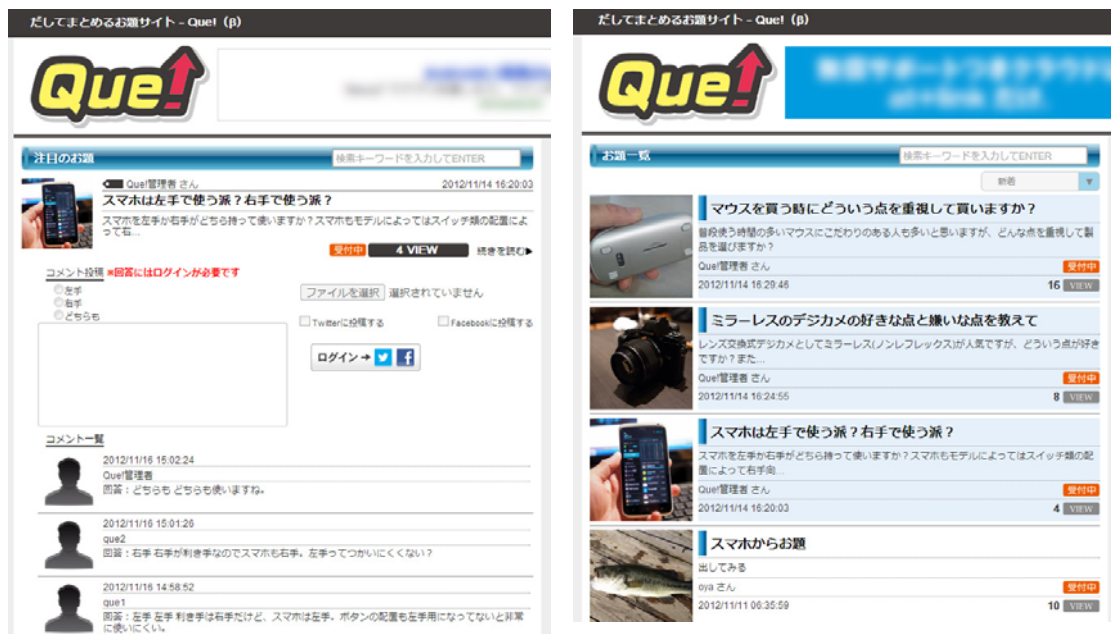 だしてまとめるお題サイト - Que!（β）
Que!
注目のお題
検索キーワードを入力してENTER
Que!管理者 さん
2012/11/14 16:20:03
スマホは左手で使う派？右手で使う派？
スマホを左手か右手がどちら持って使いますか？スマホもモデルによってはスイッチ類の配置によ
って右...
受付中
4 VIEW
続きを読む▶
コメント投稿 ※回答にはログインが必要です
左手
右手
どちらも
ファイルを選択 選択されていません
Twitterに投稿する
Facebookに投稿する
ログイン→
コメント一覧
2012/11/16 15:02:24
Que!管理者
回答：どちらも どちらも使いますね。
2012/11/16 15:01:26
que2
回答：右手 右手が利き手なのでスマホも右手。左手ってつかいにくくない？
2012/11/16 14:58:52
que1
回答：左手 左手 利き手は右手だけど、スマホは左手。ボタンの配置も左手用になってないと非常
に使いにくい。
だしてまとめるお題サイト - Que!（β）
Que!
お題一覧
検索キーワードを入力してENTER
新着
マウスを買う時にどういう点を重視して買いますか？
普段使う時間の多いマウスにこだわりのある人も多いと思いますが、どんな点を重視して製
品を選びますか？
Que!管理者 さん
受付中
2012/11/14 16:29:46
16 VIEW
ミラーレスのデジカメの好きな点と嫌いな点を教えて
レンズ交換式デジカメとしてミラーレス(ノンレフレックス)が人気ですが、どういう点が好き
ですか？また...
Que!管理者 さん
受付中
2012/11/14 16:24:55
8 VIEW
スマホは左手で使う派？右手で使う派？
スマホを左手か右手がどちら持って使いますか？スマホもモデルによってはスイッチ類の配
置によって右手向...
Que!管理者 さん
受付中
2012/11/14 16:20:03
4 VIEW
スマホからお題
出してみる
oya さん
受付中
2012/11/11 06:35:59
10 VIEW